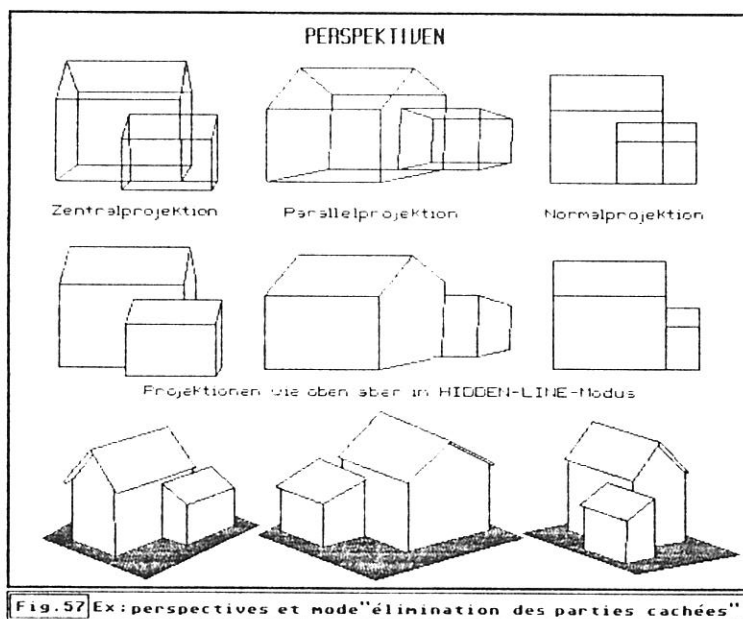 PERSPEKTIVEN
Zentralprojektion Parallelprojektion Normalprojektion
Projektionen wie oben aber in HIDDEN-LINE-Modus
Fig.57 Ex:perspectives et mode"élimination des parties cachées"